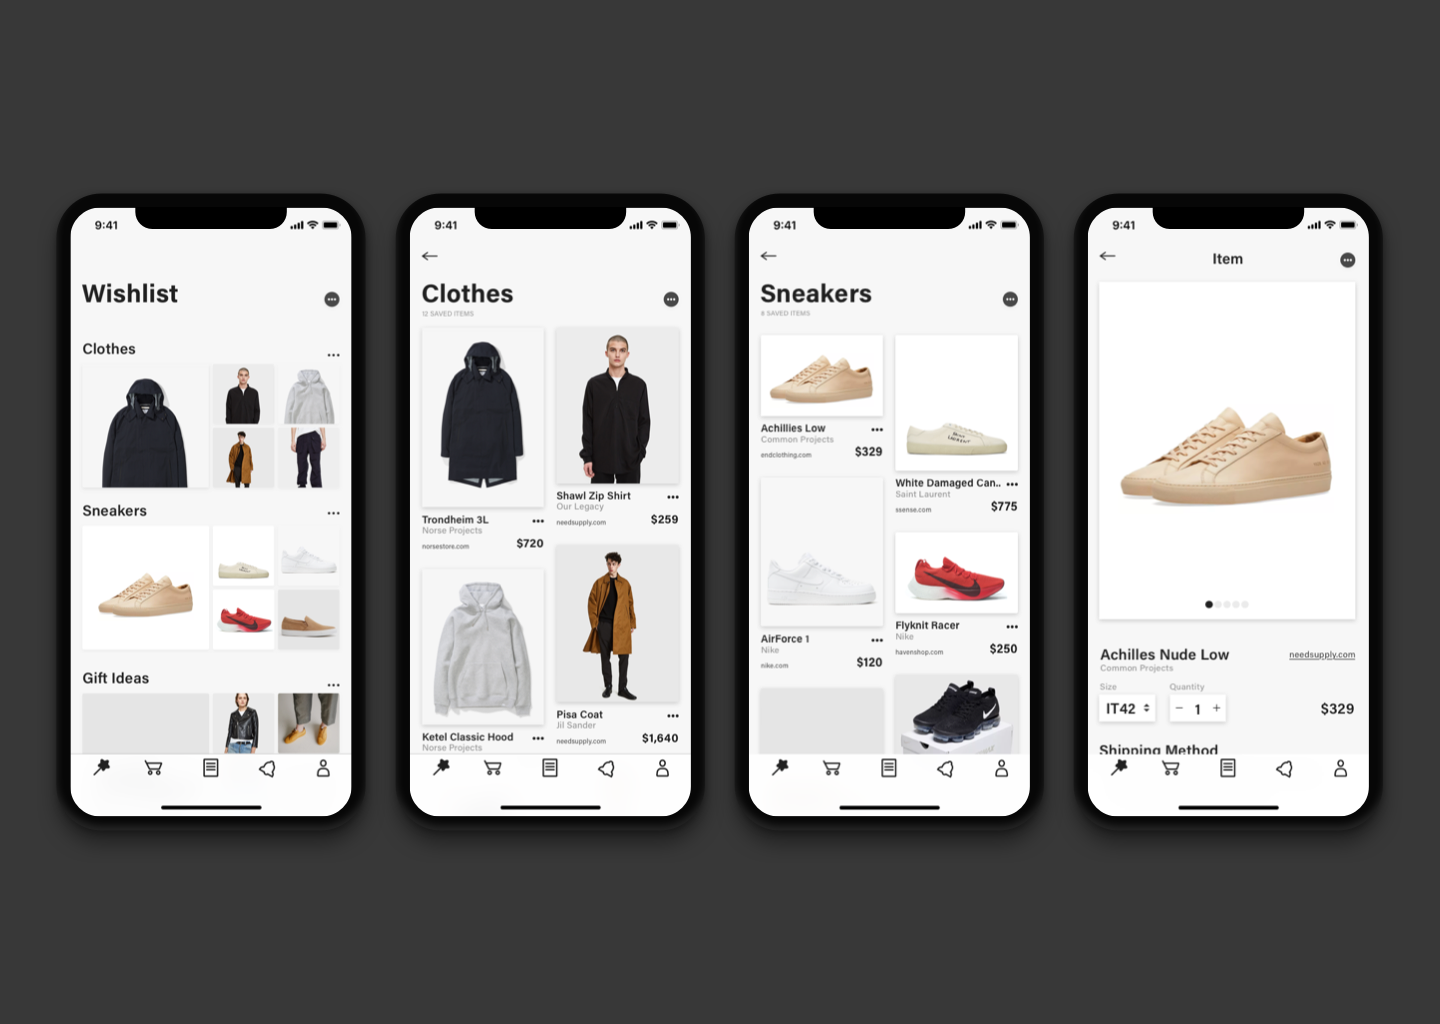 9:41
Wishlist
Clothes
Sneakers
Gift Ideas
9:41
Clothes
12 SAVED ITEMS
Trondheim 3L
Norse Projects
norsestore.com
$720
Ketel Classic Hood
Norse Projects
Shawl Zip Shirt
Our Legacy
needsupply.com
$259
Pisa Coat
Jil Sander
needsupply.com
$1,640
9:41
Sneakers
8 SAVED ITEMS
Achillies Low
Common Projects
endclothing.com
$329
AirForce 1
Nike
nike.com
$120
SAINT
LAURENT
White Damaged Can..
Saint Laurent
ssense.com
$775
Flyknit Racer
Nike
havenshop.com
$250
9:41
Item
Achilles Nude Low
needsupply.com
Common Projects
Size
Quantity
IT42
− 1 +
$329
Shipping Method